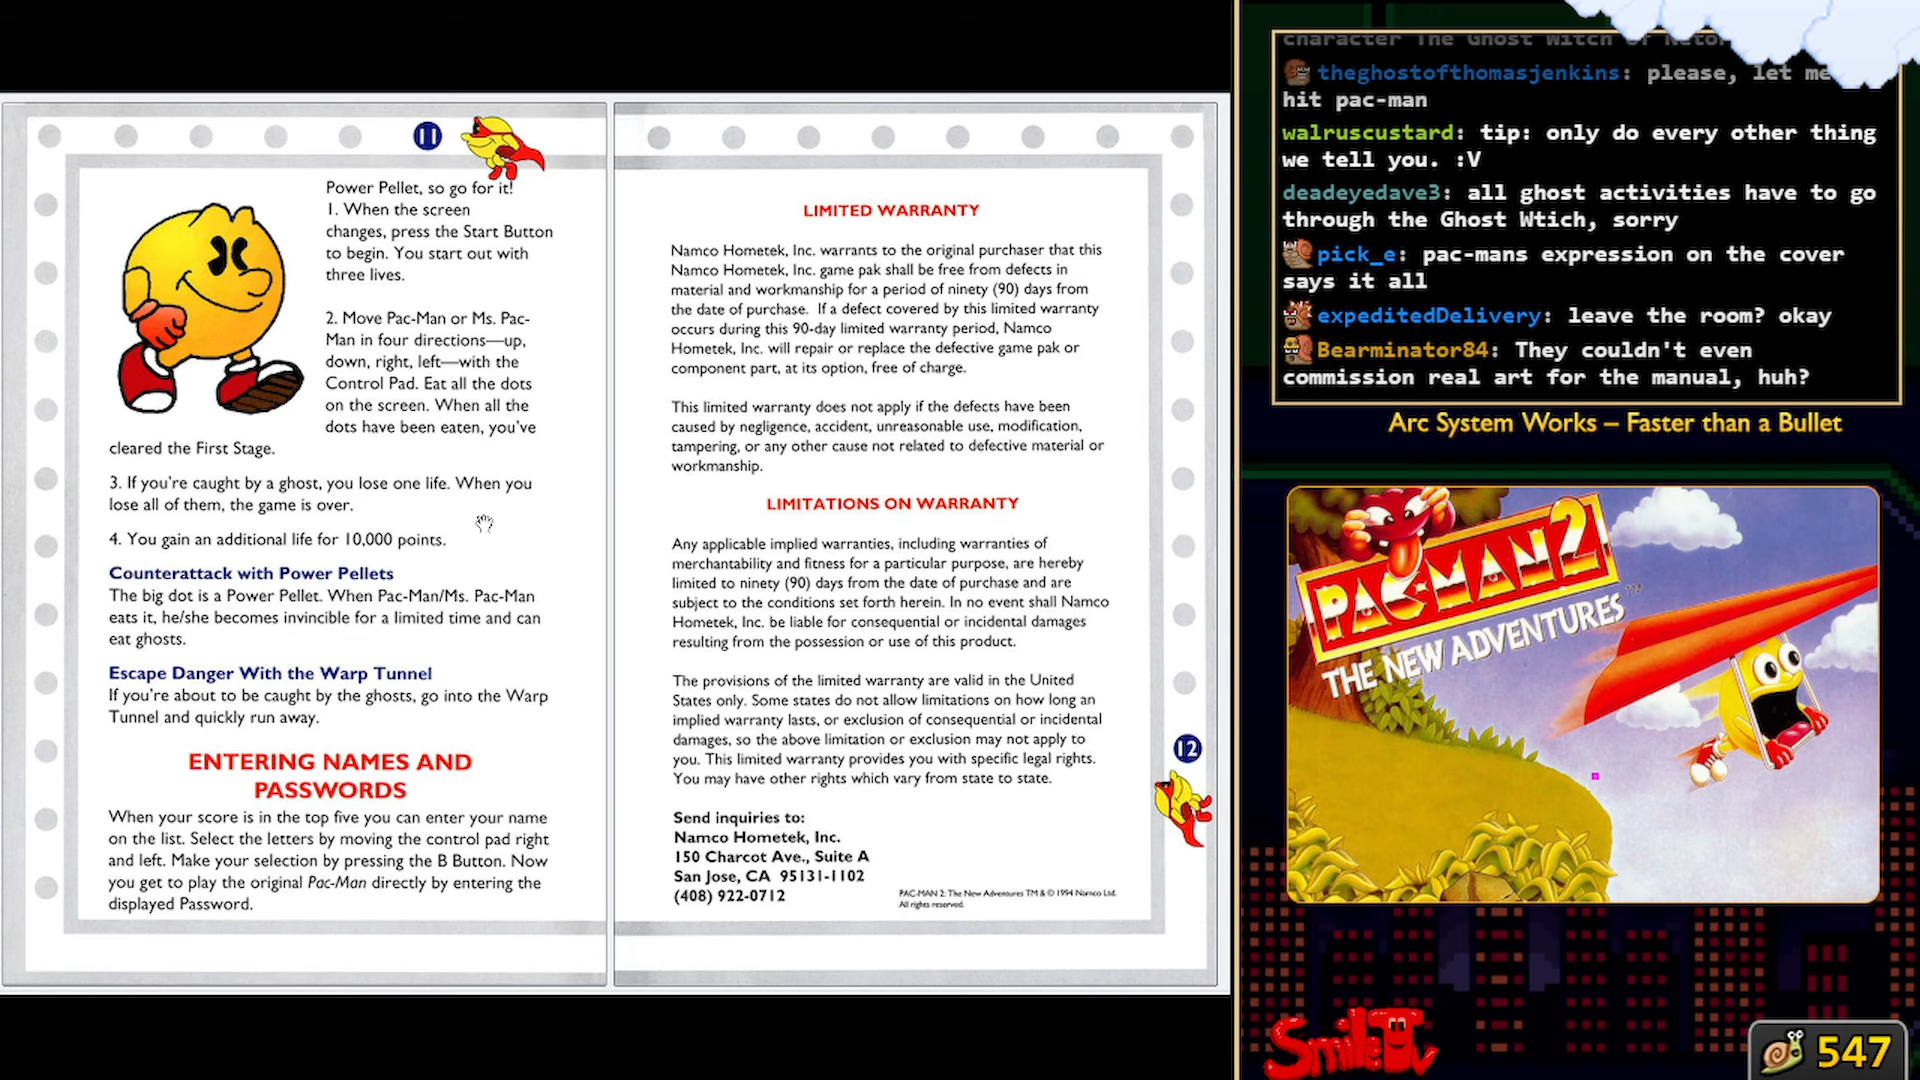 11
Power Pellet, so go for it!
1. When the screen
changes, press the Start Button
to begin. You start out with
three lives.
2. Move Pac-Man or Ms. Pac-
Man in four directions—up,
down, right, left—with the
Control Pad. Eat all the dots
on the screen. When all the
dots have been eaten, you've
cleared the First Stage.
3. If you're caught by a ghost, you lose one life. When you
lose all of them, the game is over.
4. You gain an additional life for 10,000 points.
Counterattack with Power Pellets
The big dot is a Power Pellet. When Pac-Man/Ms. Pac-Man
eats it, he/she becomes invincible for a limited time and can
eat ghosts.
Escape Danger With the Warp Tunnel
If you're about to be caught by the ghosts, go into the Warp
Tunnel and quickly run away.
ENTERING NAMES AND
PASSWORDS
When your score is in the top five you can enter your name
on the list. Select the letters by moving the control pad right
and left. Make your selection by pressing the B Button. Now
you get to play the original Pac-Man directly by entering the
displayed Password.
LIMITED WARRANTY
Namco Hometek, Inc. warrants to the original purchaser that this
Namco Hometek, Inc. game pak shall be free from defects in
material and workmanship for a period of ninety (90) days from
the date of purchase. If a defect covered by this limited warranty
occurs during this 90-day limited warranty period, Namco
Hometek, Inc. will repair or replace the defective game pak or
component part, at its option, free of charge.
This limited warranty does not apply if the defects have been
caused by negligence, accident, unreasonable use, modification,
tampering, or any other cause not related to defective material or
workmanship.
LIMITATIONS ON WARRANTY
Any applicable implied warranties, including warranties of
merchantability and fitness for a particular purpose, are hereby
limited to ninety (90) days from the date of purchase and are
subject to the conditions set forth herein. In no event shall Namco
Hometek, Inc. be liable for consequential or incidental damages
resulting from the possession or use of this product.
The provisions of the limited warranty are valid in the United
States only. Some states do not allow limitations on how long an
implied warranty lasts, or exclusion of consequential or incidental
damages, so the above limitation or exclusion may not apply to
you. This limited warranty provides you with specific legal rights.
You may have other rights which vary from state to state.
12
Send inquiries to:
Namco Hometek, Inc.
150 Charcot Ave., Suite A
San Jose, CA 95131-1102
(408) 922-0712
PAC-MAN 2: The New Adventures TM & © 1994 Namco Ltd.
All rights reserved.
character The Ghost Witch of
theghostofthomasjenkins: please, let me
hit pac-man
walruscustard: tip: only do every other thing
we tell you. :V
deadeyedave3: all ghost activities have to go
through the Ghost Wtich, sorry
pick_e: pac-mans expression on the cover
says it all
expeditedDelivery: leave the room? okay
Bearminator84: They couldn't even
commission real art for the manual, huh?
Arc System Works – Faster than a Bullet
PAC-MAN 2
THE NEW ADVENTURES™
SmileTv
547